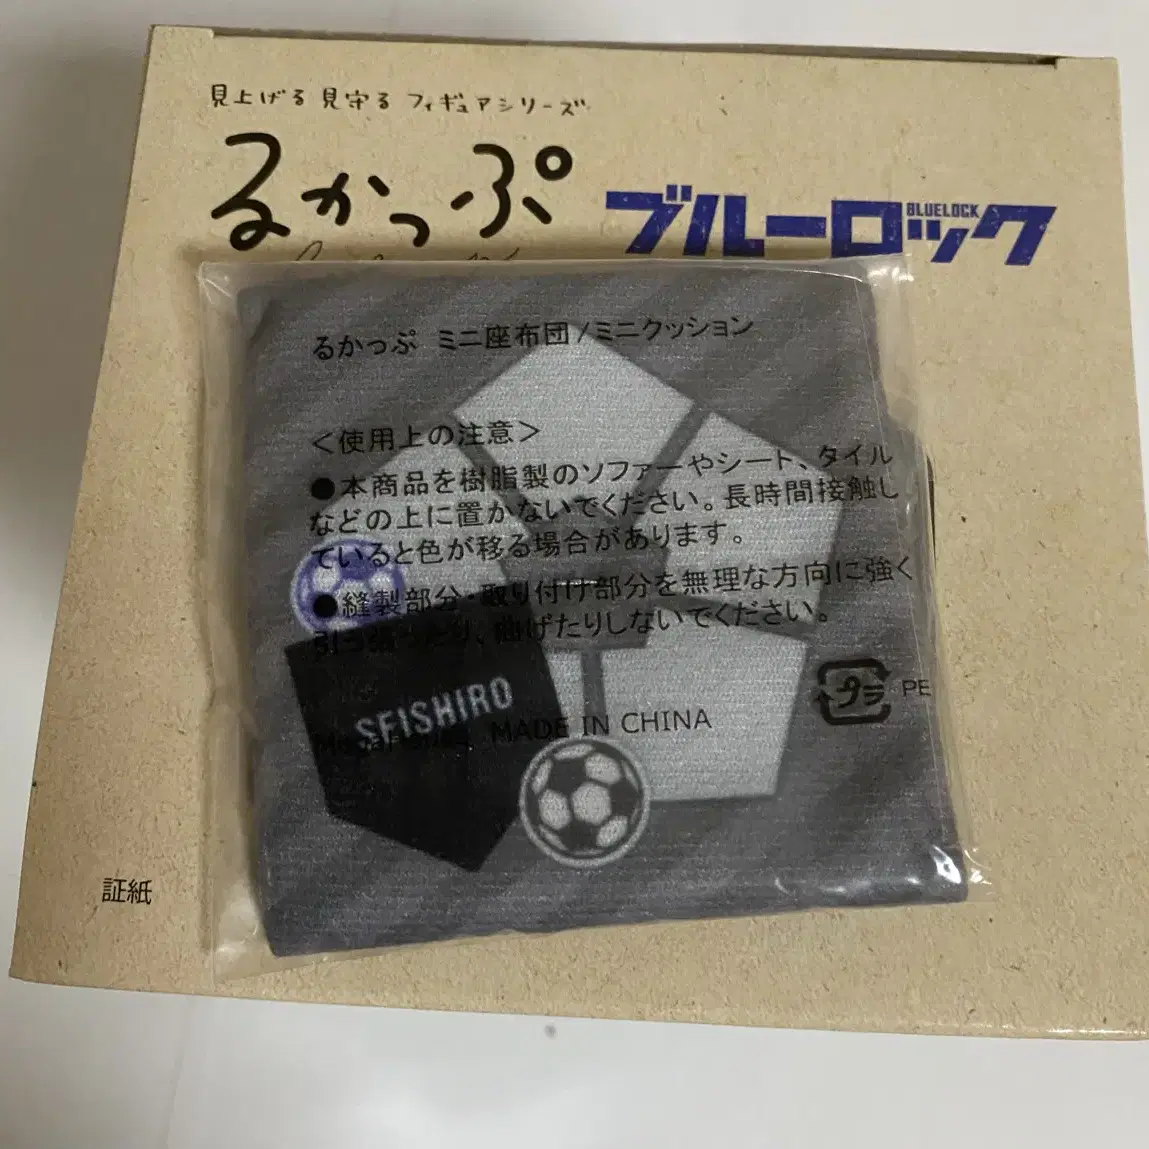 見上げる 見守る フィギュアシリーズ
るかっぷ
ブルーロック
BLUELOCK
るかっぷ ミニ座布団/ミニクッション
＜使用上の注意＞
●本商品を樹脂製のソファーやシート、タイル
などの上に置かないでください。長時間接触し
ていると色が移る場合があります。
●縫製部分・取り付け部分を無理な方向に強く
引っ張ったり、曲げたりしないでください。
プラ PE
SEISHIRO
MegaHouse MADE IN CHINA
証紙